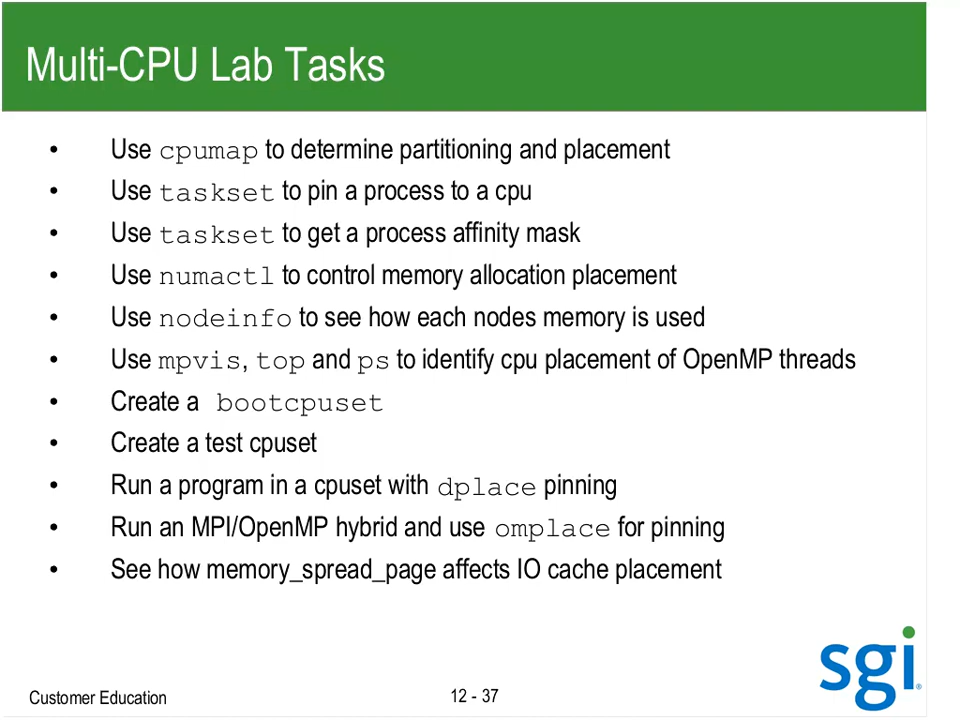 Multi-CPU Lab Tasks
• Use cpumap to determine partitioning and placement
• Use taskset to pin a process to a cpu
• Use taskset to get a process affinity mask
• Use numactl to control memory allocation placement
• Use nodeinfo to see how each nodes memory is used
• Use mpvis, top and ps to identify cpu placement of OpenMP threads
• Create a bootcpuset
• Create a test cpuset
• Run a program in a cpuset with dplace pinning
• Run an MPI/OpenMP hybrid and use omplace for pinning
• See how memory_spread_page affects IO cache placement
sgi®
Customer Education
12 - 37